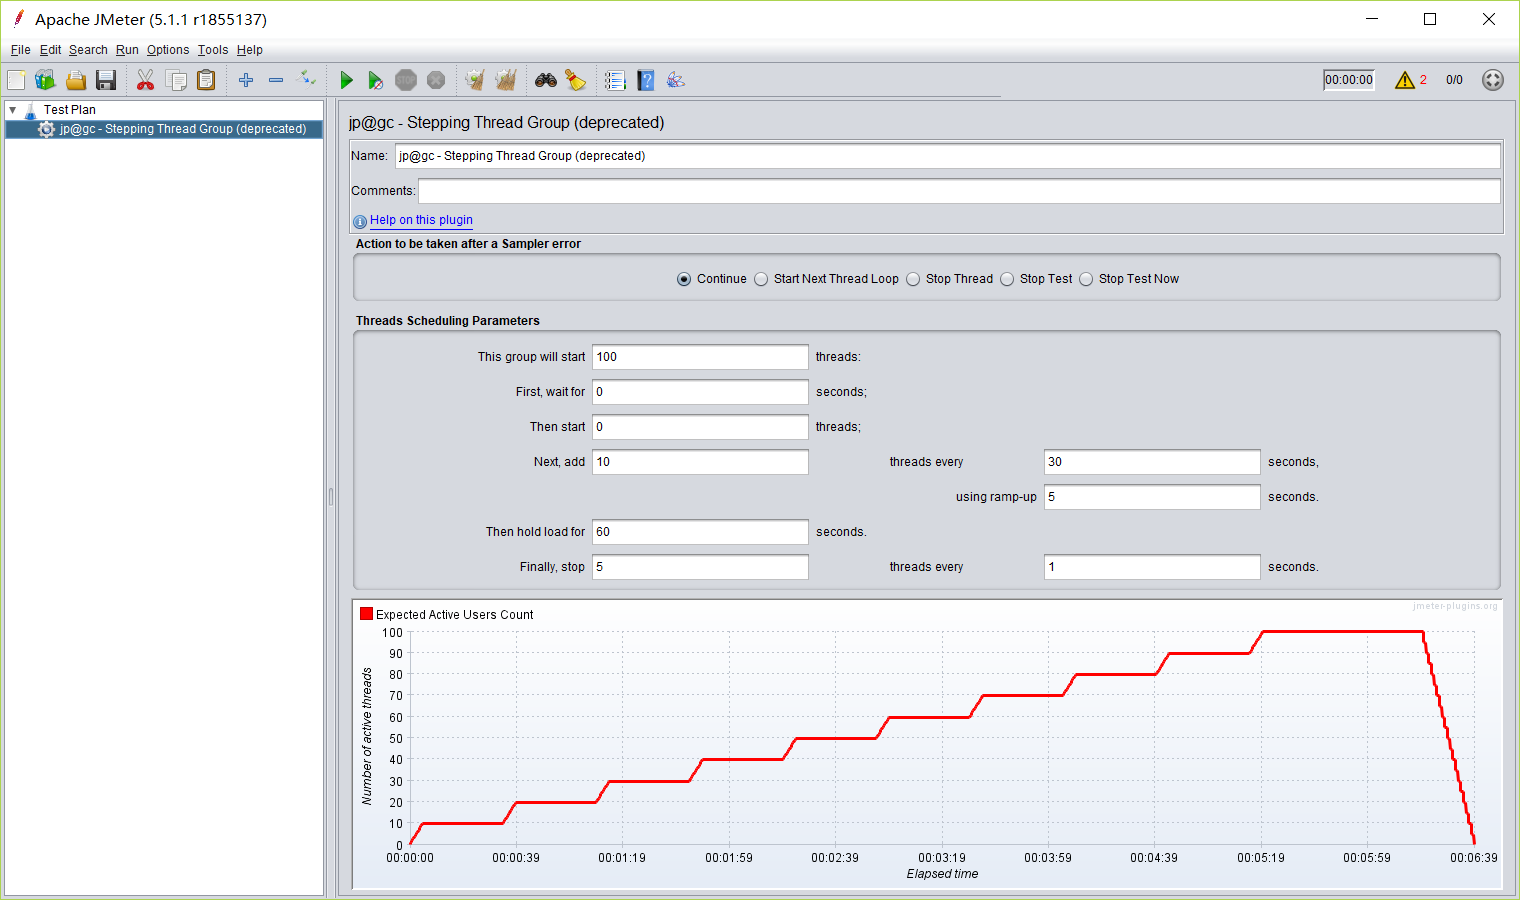 Apache JMeter (5.1.1 r1855137)
File Edit Search Run Options Tools Help
STOP
00:00:00 2 0/0
Test Plan
jp@gc - Stepping Thread Group (deprecated)
jp@gc - Stepping Thread Group (deprecated)
Name: jp@gc - Stepping Thread Group (deprecated)
Comments:
Help on this plugin
Action to be taken after a Sampler error
Continue Start Next Thread Loop Stop Thread Stop Test Stop Test Now
Threads Scheduling Parameters
This group will start 100 threads:
First, wait for 0 seconds;
Then start 0 threads;
Next, add 10 threads every 30 seconds,
using ramp-up 5 seconds.
Then hold load for 60 seconds.
Finally, stop 5 threads every 1 seconds.
jmeter-plugins.org
Expected Active Users Count
100
90
80
70
60
50
40
30
20
10
0
Number of active threads
00:00:00 00:00:39 00:01:19 00:01:59 00:02:39 00:03:19 00:03:59 00:04:39 00:05:19 00:05:59 00:06:39
Elapsed time